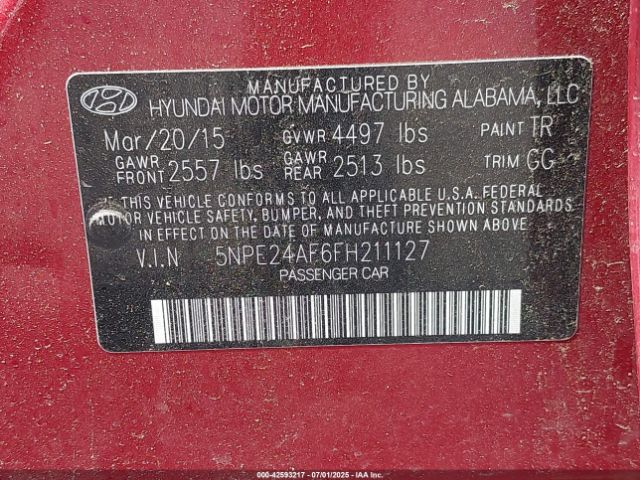 MANUFACTURED BY
HYUNDAI MOTOR MANUFACTURING ALABAMA, LLC
Mar/20/15 GVWR 4497 lbs PAINT TR
GAWR FRONT 2557 lbs GAWR REAR 2513 lbs TRIM GG
THIS VEHICLE CONFORMS TO ALL APPLICABLE U.S.A. FEDERAL
VEHICLE SAFETY, BUMPER, AND THEFT PREVENTION STANDARDS
IN EFFECT ON THE DATE OF MANUFACTURE SHOWN ABOVE
V.I.N 5NPE24AF6FH211127
PASSENGER CAR
000-42593217 - 07/01/2025 - IAA, Inc.